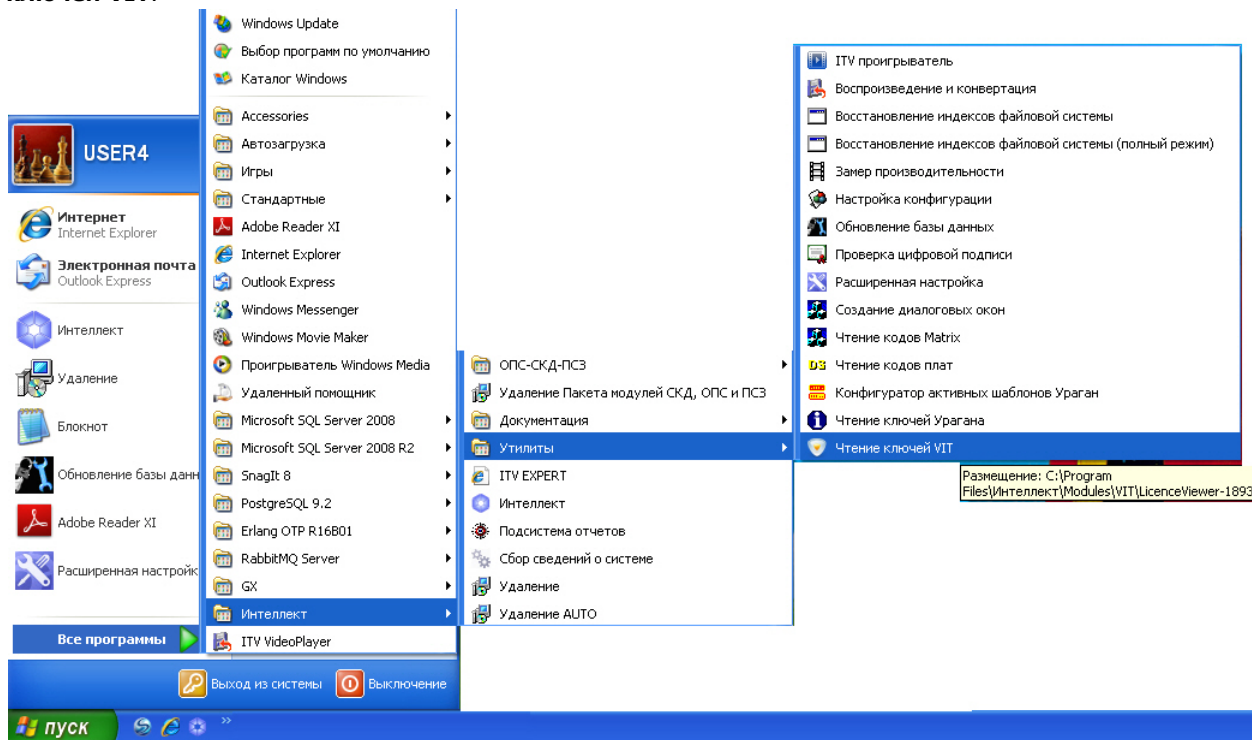 ключей VIT.
USER4
Интернет
Internet Explorer
Электронная почта
Outlook Express
Интеллект
Удаление
Блокнот
Обновление базы данн
Adobe Reader XI
Расширенная настройк
Все программы
Windows Update
Выбор программ по умолчанию
Каталог Windows
Accessories
Автозагрузка
Игры
Стандартные
Adobe Reader XI
Internet Explorer
Outlook Express
Windows Messenger
Windows Movie Maker
Проигрыватель Windows Media
Удаленный помощник
Microsoft SQL Server 2008
Microsoft SQL Server 2008 R2
SnagIt 8
PostgreSQL 9.2
Erlang OTP R16B01
RabbitMQ Server
GX
Интеллект
ITV VideoPlayer
ОПС-СКД-ПСЗ
Удаление Пакета модулей СКД, ОПС и ПСЗ
Документация
Утилиты
ITV EXPERT
Интеллект
Подсистема отчетов
Сбор сведений о системе
Удаление
Удаление AUTO
ITV проигрыватель
Воспроизведение и конвертация
Восстановление индексов файловой системы
Восстановление индексов файловой системы (полный режим)
Замер производительности
Настройка конфигурации
Обновление базы данных
Проверка цифровой подписи
Расширенная настройка
Создание диалоговых окон
Чтение кодов Matrix
Чтение кодов плат
Конфигуратор активных шаблонов Ураган
Чтение ключей Урагана
Чтение ключей VIT
Размещение: C:\Program
Files\Интеллект\Modules\VIT\LicenceViewer-1893
Выход из системы
Выключение
пуск